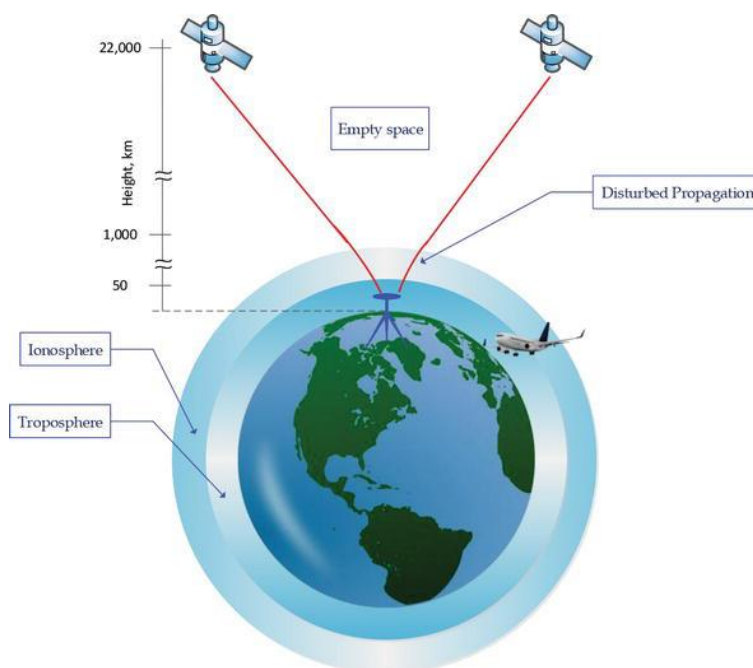 22,000
Empty space
Height, km
Disturbed Propagation
1,000
50
Ionosphere
Troposphere